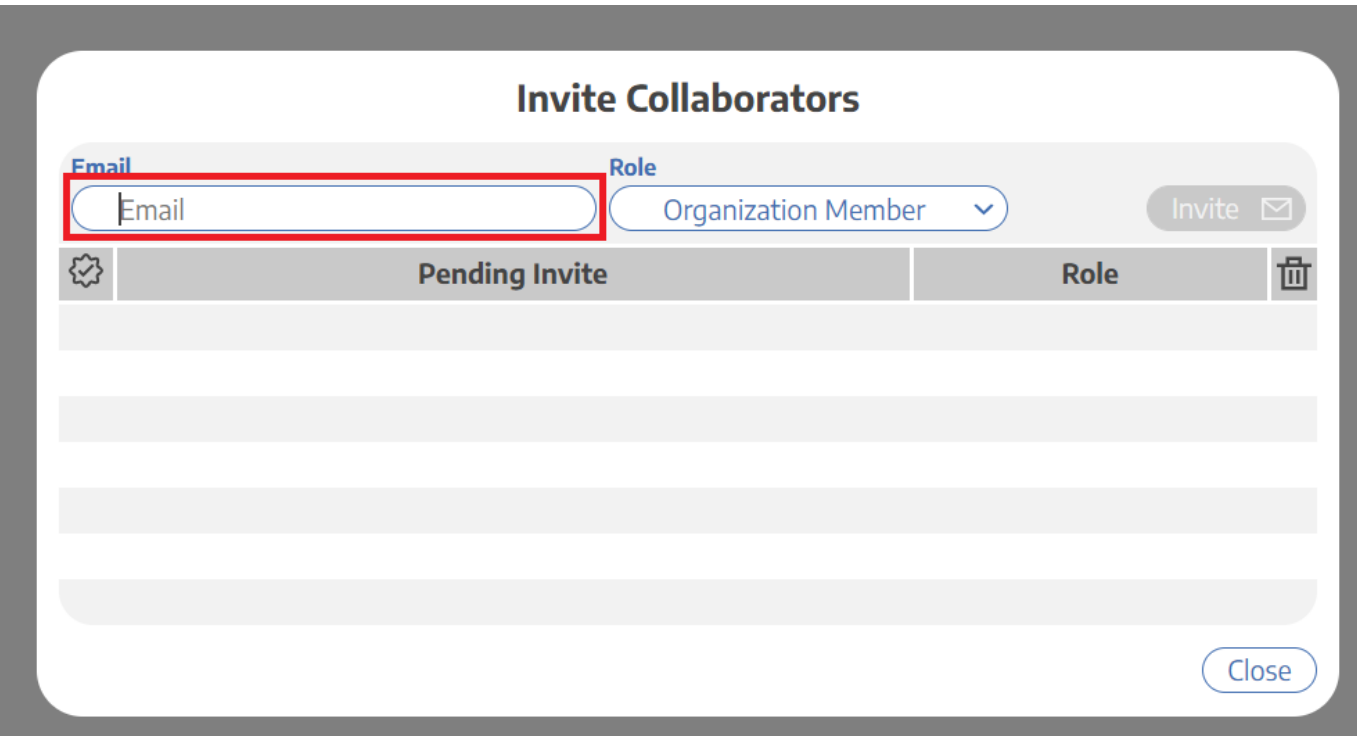 Invite Collaborators
Email Role
Email Organization Member Invite
Pending Invite Role
Close